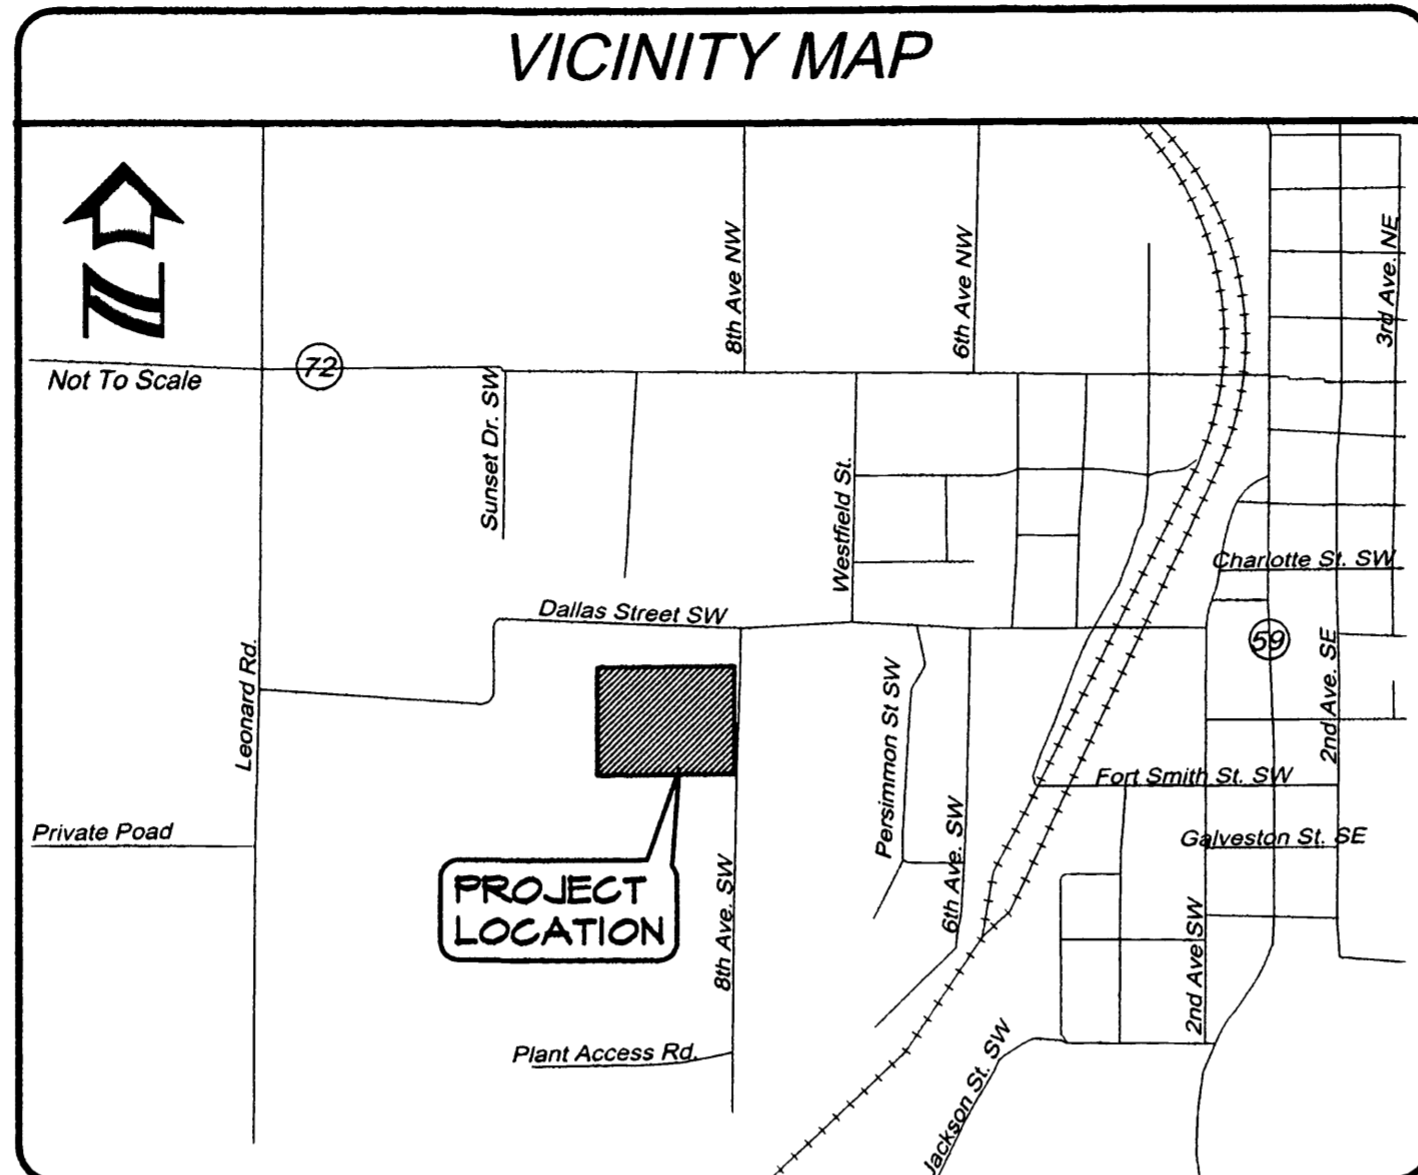 VICINITY MAP
N
8th Ave NW
6th Ave NW
3rd Ave. NE
72
Not To Scale
Sunset Dr. SW
Westfield St.
Charlotte St. SW
Dallas Street SW
59
Leonard Rd.
Persimmon St SW
2nd Ave. SE
Fort Smith St. SW
Private Poad
Galveston St. SE
PROJECT
LOCATION
8th Ave. SW
6th Ave. SW
2nd Ave SW
Plant Access Rd.
Jackson St. SW